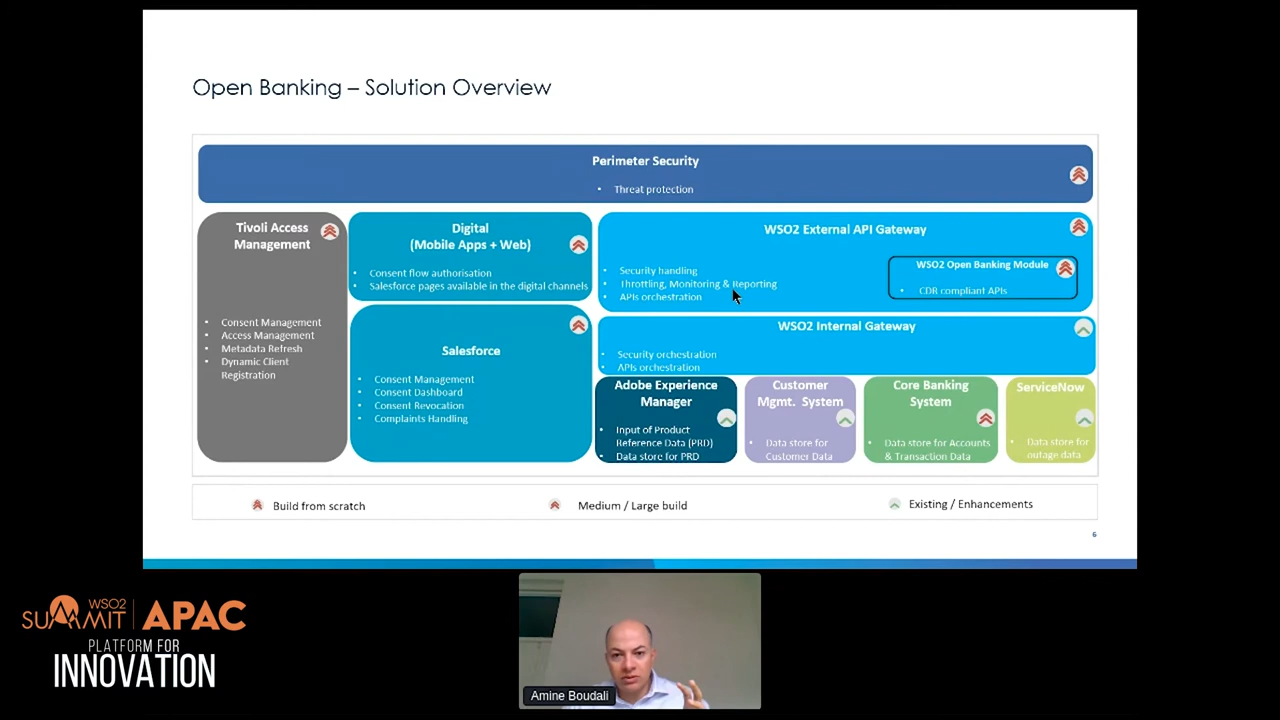 Open Banking – Solution Overview
Perimeter Security
• Threat protection
Tivoli Access
Management
• Consent Management
• Access Management
• Metadata Refresh
• Dynamic Client
Registration
Digital
(Mobile Apps + Web)
• Consent flow authorisation
• Salesforce pages available in the digital channels
Salesforce
• Consent Management
• Consent Dashboard
• Consent Revocation
• Complaints Handling
WSO2 External API Gateway
• Security handling
• Throttling, Monitoring & Reporting
• APIs orchestration
WSO2 Open Banking Module
• CDR compliant APIs
WSO2 Internal Gateway
• Security orchestration
• APIs orchestration
Adobe Experience
Manager
• Input of Product
Reference Data (PRD)
• Data store for PRD
Customer
Mgmt. System
• Data store for
Customer Data
Core Banking
System
• Data store for Accounts
& Transaction Data
ServiceNow
• Data store for
outage data
Build from scratch
Medium / Large build
Existing / Enhancements
6
WSO2
SUMMIT APAC
PLATFORM FOR
INNOVATION
Amine Boudali